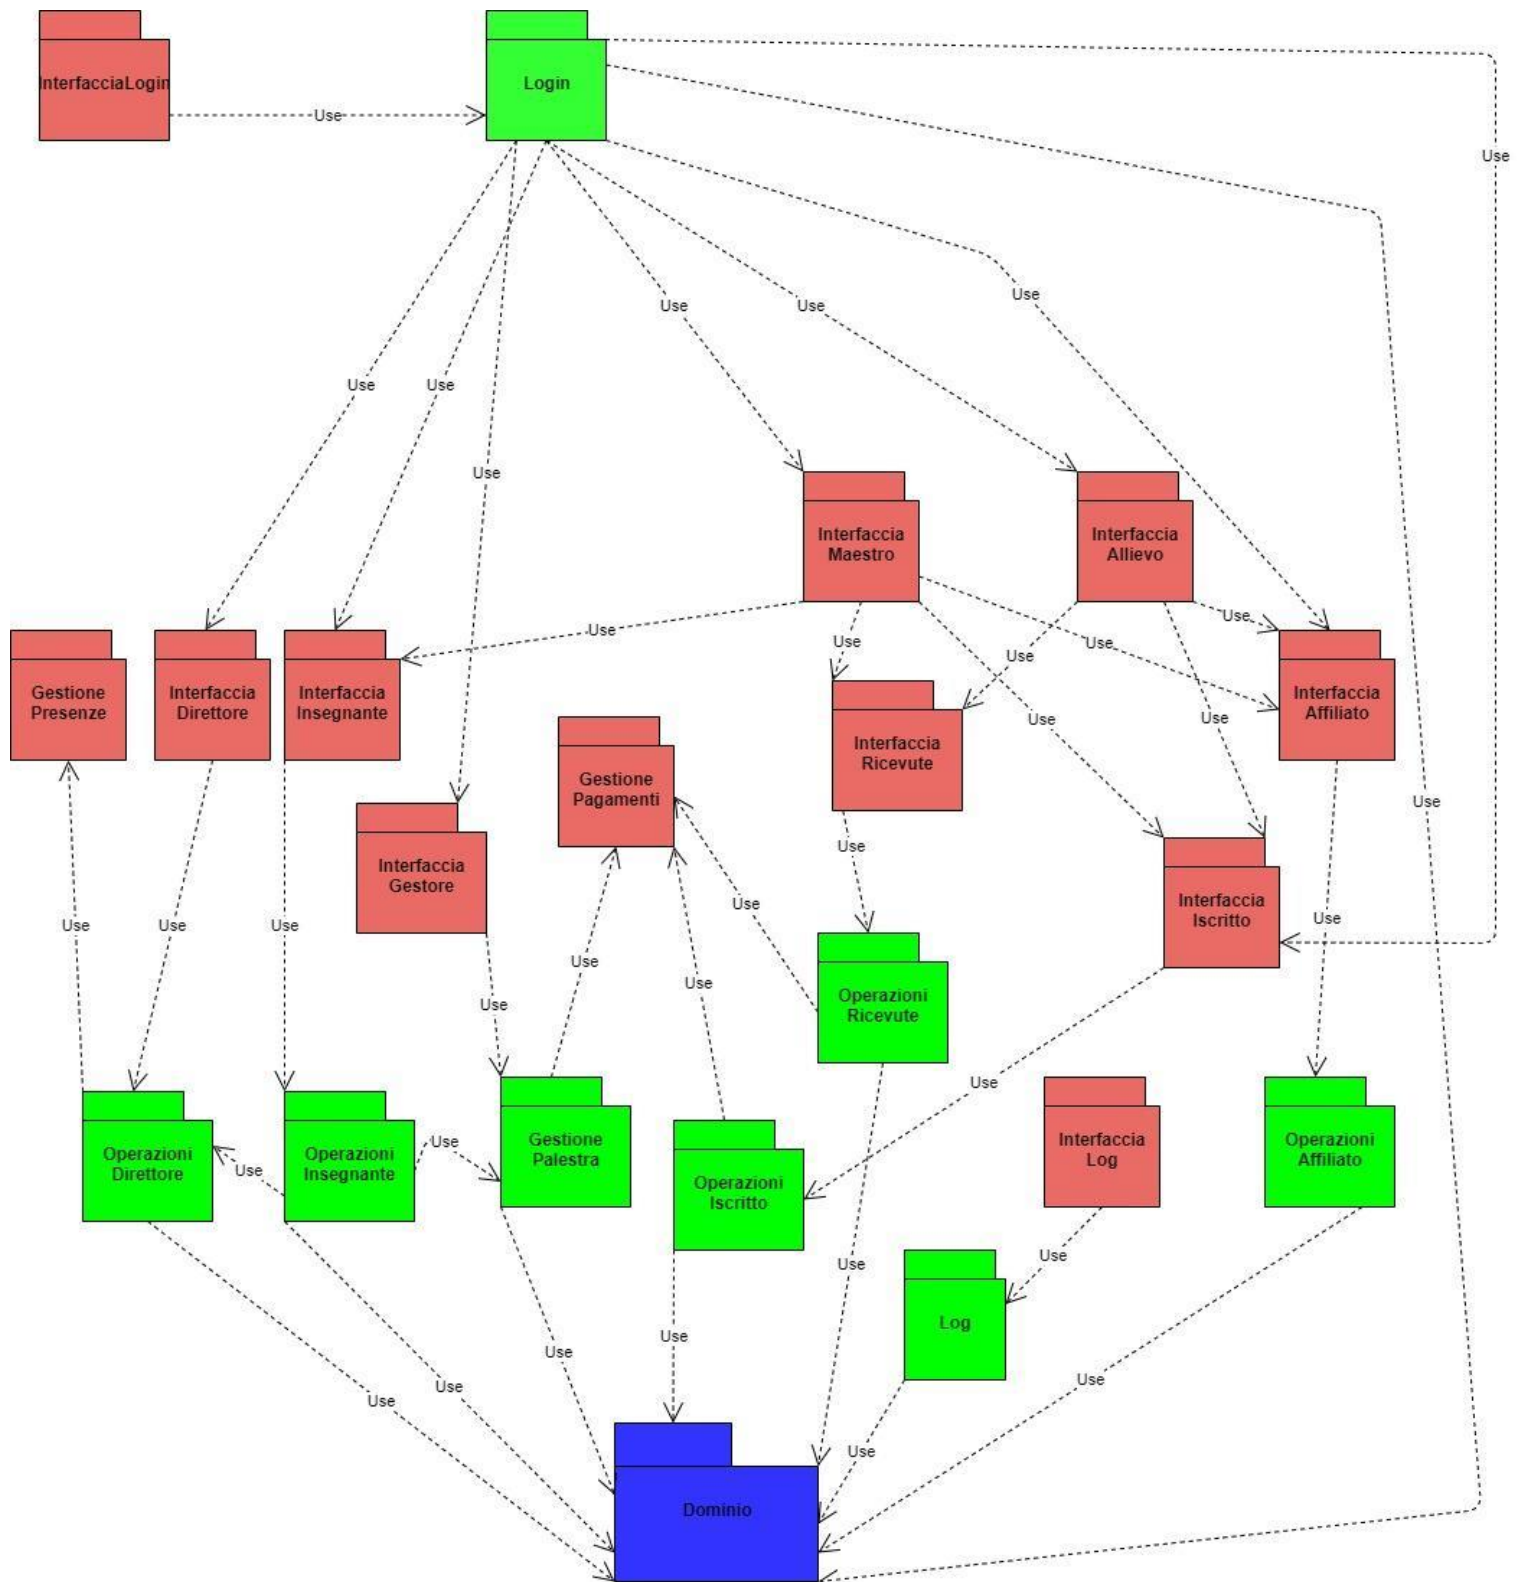 InterfacciaLogin
Login
Use
Use
Use
Use
Use
Use
Use
Use
Use
Interfaccia
Maestro
Interfaccia
Allievo
Use
Use
Use
Use
Use
Gestione
Presenze
Interfaccia
Direttore
Interfaccia
Insegnante
Interfaccia
Affiliato
Use
Use
Interfaccia
Ricevute
Gestione
Pagamenti
Use
Use
Interfaccia
Gestore
Interfaccia
Iscritto
Use
Use
Use
Use
Use
Use
Use
Use
Operazioni
Ricevute
Use
Use
Operazioni
Direttore
Operazioni
Insegnante
Use
Gestione
Palestra
Interfaccia
Log
Operazioni
Affiliato
Use
Operazioni
Iscritto
Use
Use
Log
Use
Use
Use
Use
Use
Use
Use
Dominio